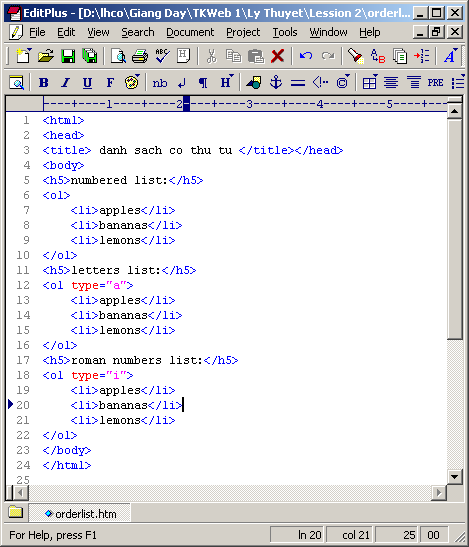 EditPlus - [D:\lhco\Giang Day\TKWeb 1\Ly Thuyet\Lession 2\orderl...
File Edit View Search Document Project Tools Window Help
B I U F nb ↵ ¶ H PRE A
----+----1----+----2----+----3----+----4----+----5----+--
1 <html>
2 <head>
3 <title> danh sach co thu tu </title></head>
4 <body>
5 <h5>numbered list:</h5>
6 <ol>
7 <li>apples</li>
8 <li>bananas</li>
9 <li>lemons</li>
10 </ol>
11 <h5>letters list:</h5>
12 <ol type="a">
13 <li>apples</li>
14 <li>bananas</li>
15 <li>lemons</li>
16 </ol>
17 <h5>roman numbers list:</h5>
18 <ol type="i">
19 <li>apples</li>
20 <li>bananas</li>
21 <li>lemons</li>
22 </ol>
23 </body>
24 </html>
25
orderlist.htm
For Help, press F1 ln 20 col 21 25 00